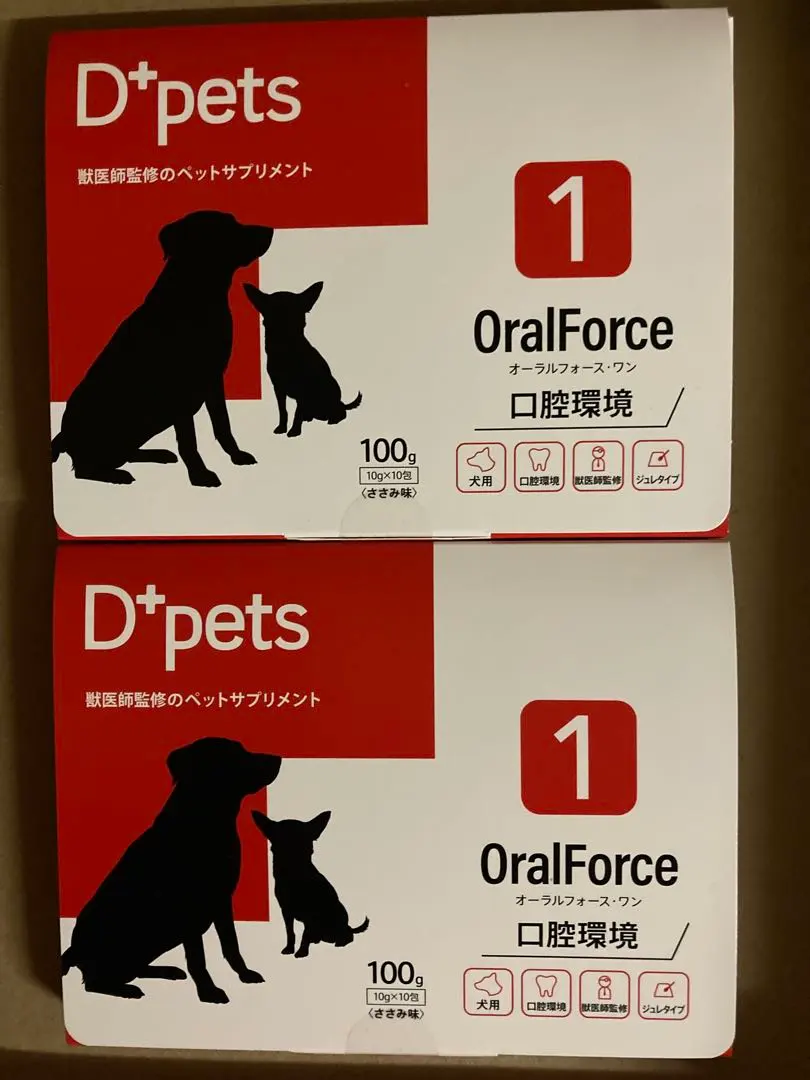 D+pets
獣医師監修のペットサプリメント
1
OralForce
オーラルフォース・ワン
口腔環境
100g
10g×10包
〈ささみ味〉
犬用
口腔環境
獣医師監修
ジュレタイプ
D+pets
獣医師監修のペットサプリメント
1
OralForce
オーラルフォース・ワン
口腔環境
100g
10g×10包
〈ささみ味〉
犬用
口腔環境
獣医師監修
ジュレタイプ